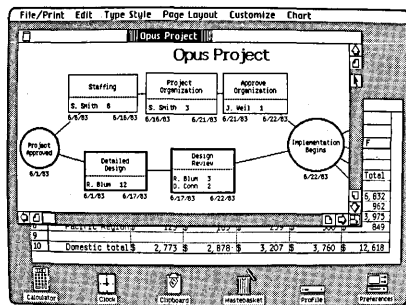 File/Print Edit Type Style Page Layout Customize Chart
Opus Project
Opus Project
Staffing
S. Smith 6
6/6/83 6/16/83
Project
Organization
S. Smith 3
6/16/83 6/21/83
Approve
Organization
J. Weil 1
6/21/83 6/22/83
Project
Approved
6/1/83
Implementation
Begins
6/22/83
Detailed
Design
R. Blum 12
6/1/83 6/17/83
Design
Review
R. Blum 3
D. Conn 2
6/17/83 6/22/83
F
Total
6,832
962
3,975
849
Pacific Region $
9
10 Domestic total $ 2,773 $ 2,878 $ 3,207 $ 3,760 $ 12,618
Calculator
Clock
Clipboard
Wastebasket
Profile
Preferences